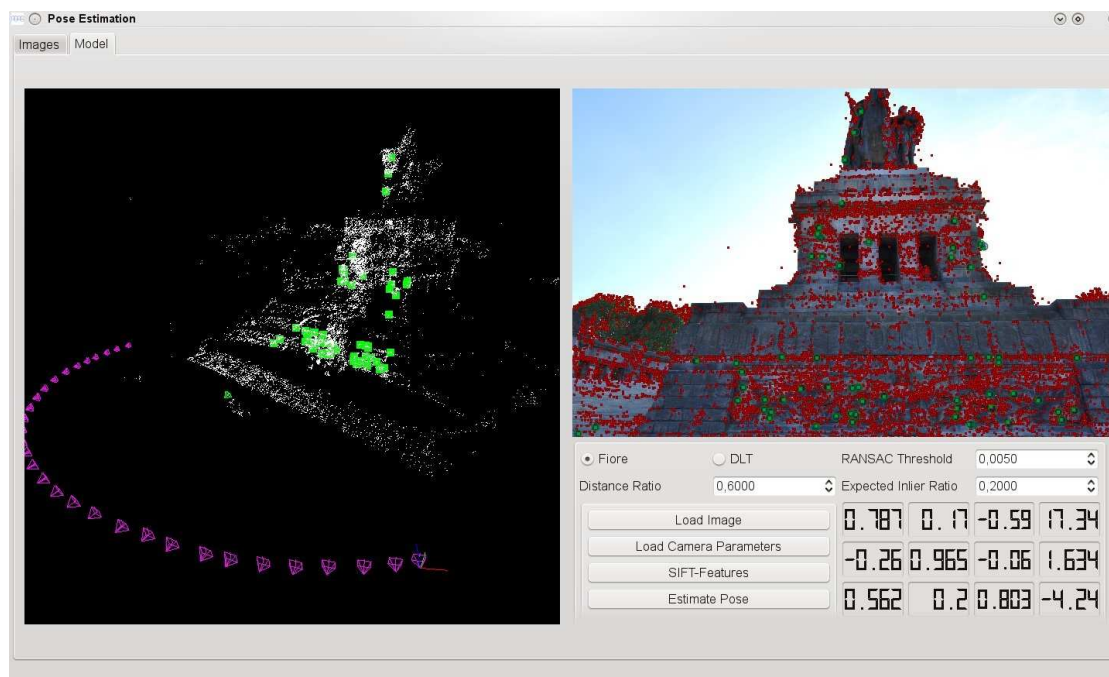 Pose Estimation
Images Model
Fiore DLT RANSAC Threshold 0,0050
Distance Ratio 0,6000 Expected Inlier Ratio 0,2000
Load Image
Load Camera Parameters
SIFT-Features
Estimate Pose
0.787 0.17 -0.59 17.34
-0.26 0.965 -0.06 1.634
0.562 0.2 0.803 -4.24